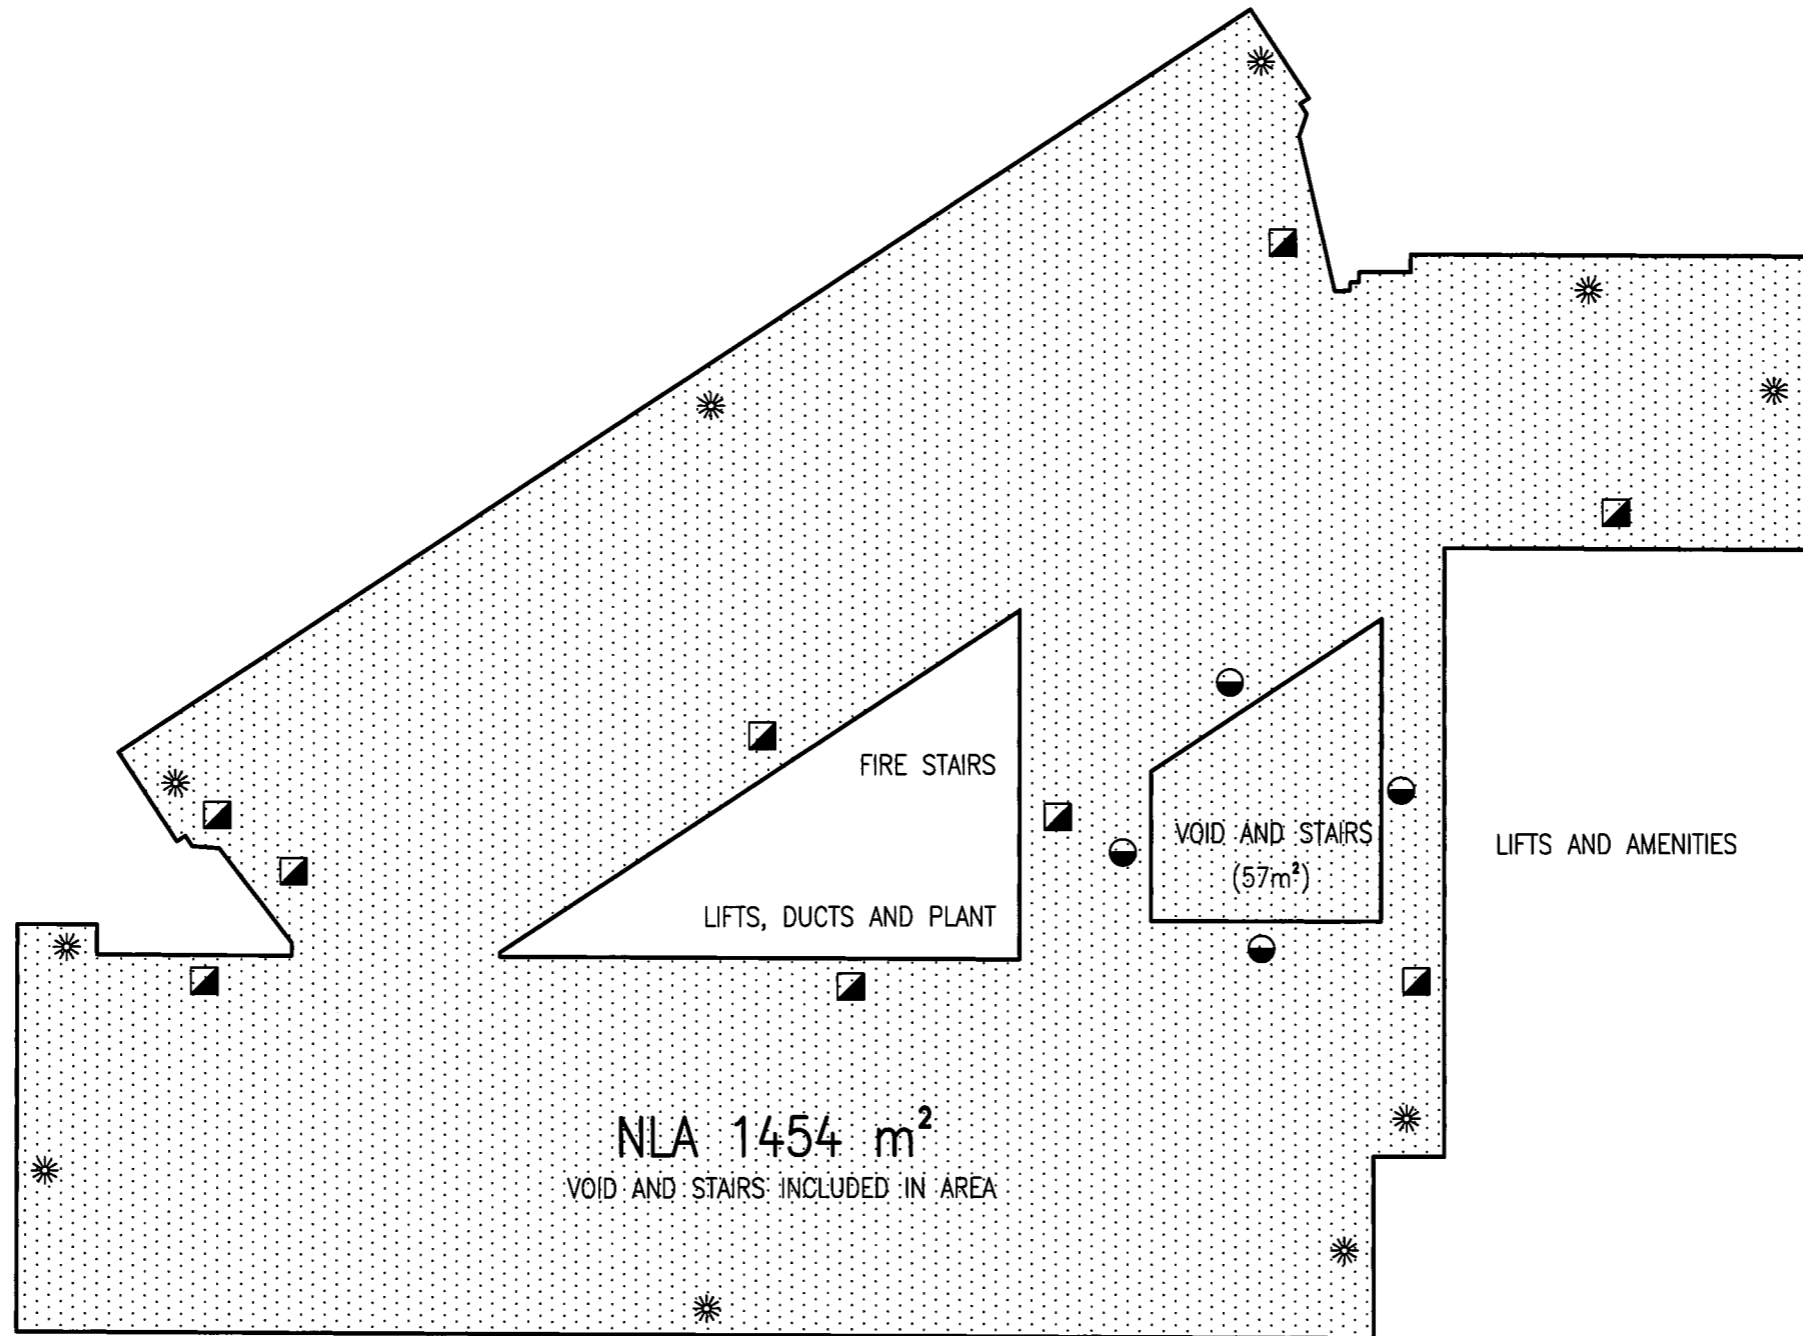 FIRE STAIRS
LIFTS, DUCTS AND PLANT
VOID AND STAIRS
(57m²)
LIFTS AND AMENITIES
NLA 1454 m²
VOID AND STAIRS INCLUDED IN AREA